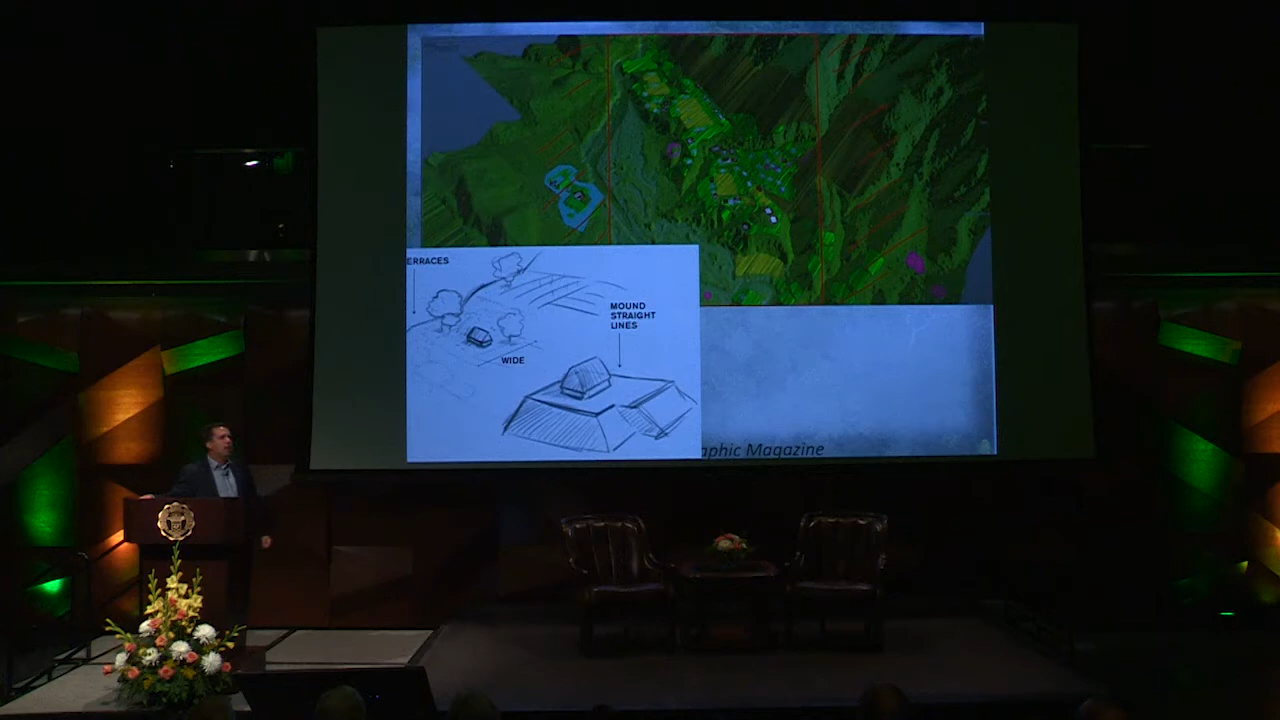 ERRACES
MOUND
STRAIGHT
LINES
WIDE
aphic Magazine